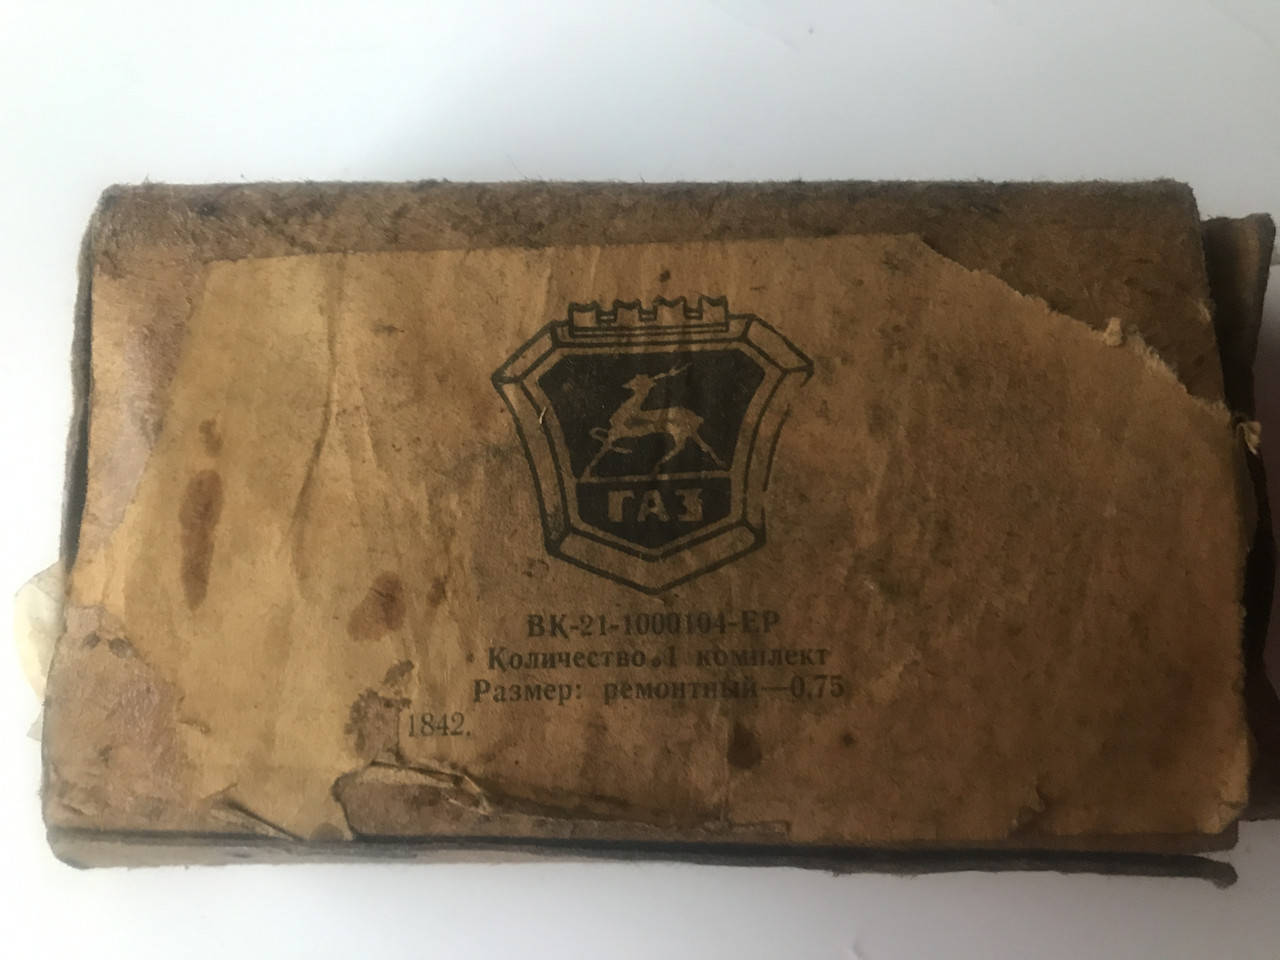 ГАЗ
ВК-21-1000104-ЕР
Количество 1 комплект
Размер: ремонтный—0,75
1842.